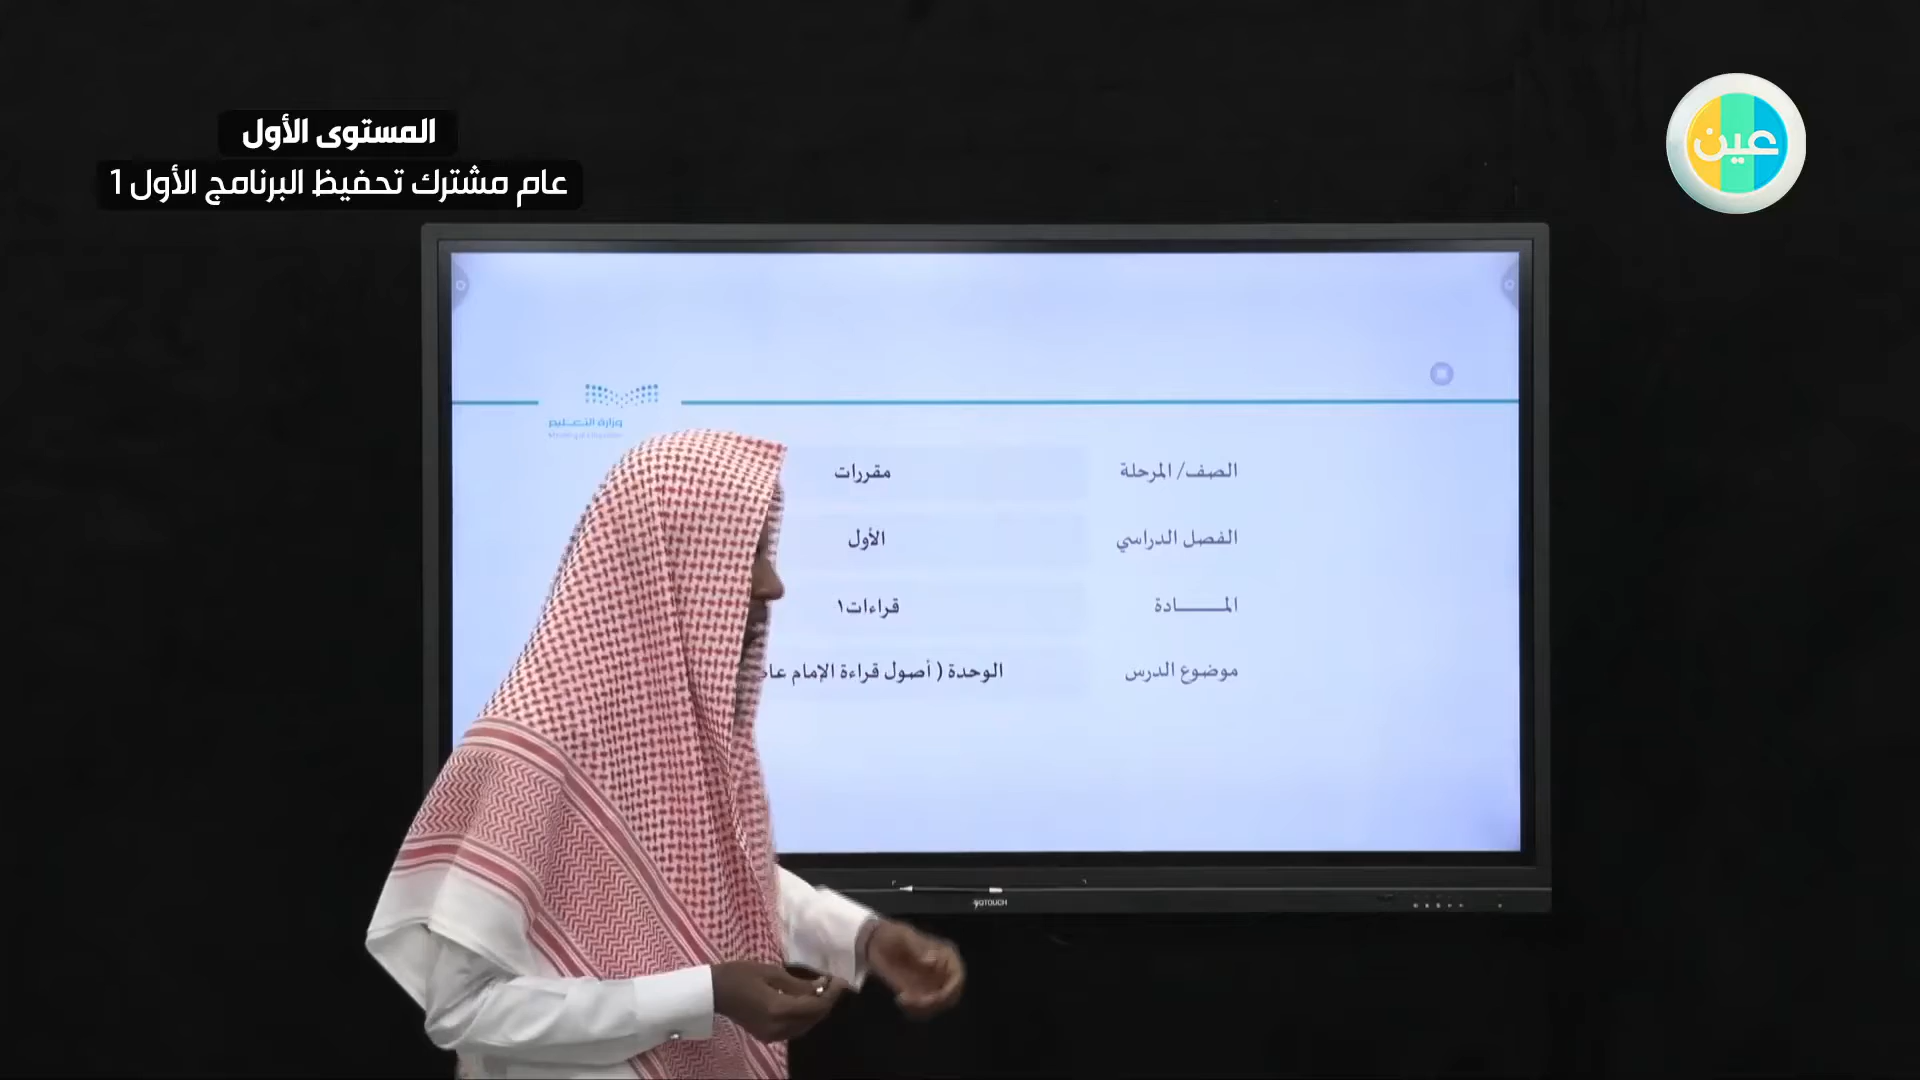 المستوى الأول
عام مشترك تحفيظ البرنامج الأول 1
عين
وزارة التعليم
الصف/ المرحلة
مقررات
الفصل الدراسي
الأول
المـــــــادة
قراءات١
موضوع الدرس
الوحدة ( أصول قراءة الإمام